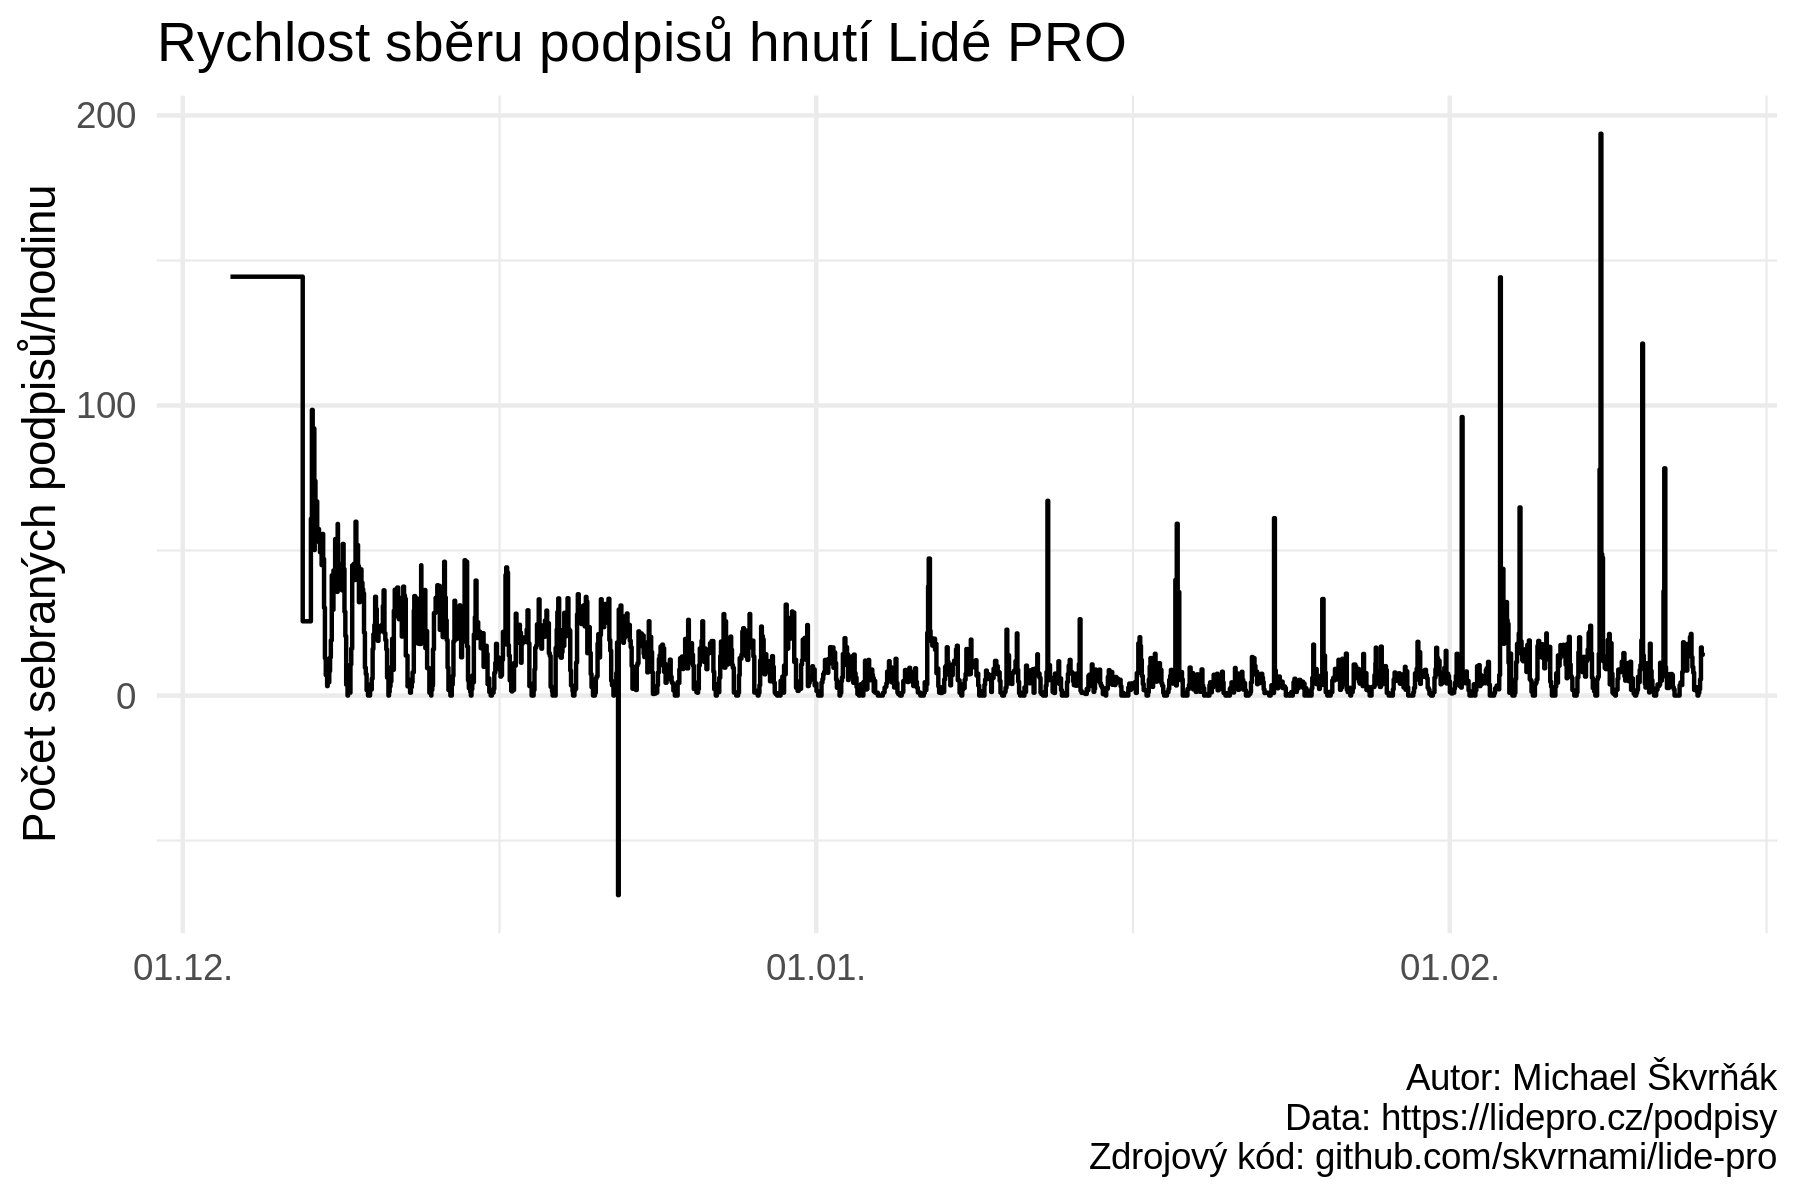 Rychlost sběru podpisů hnutí Lidé PRO
Počet sebraných podpisů/hodinu
200
100
0
01.12.
01.01.
01.02.
Autor: Michael Škvrňák
Data: https://lidepro.cz/podpisy
Zdrojový kód: github.com/skvrnami/lide-pro